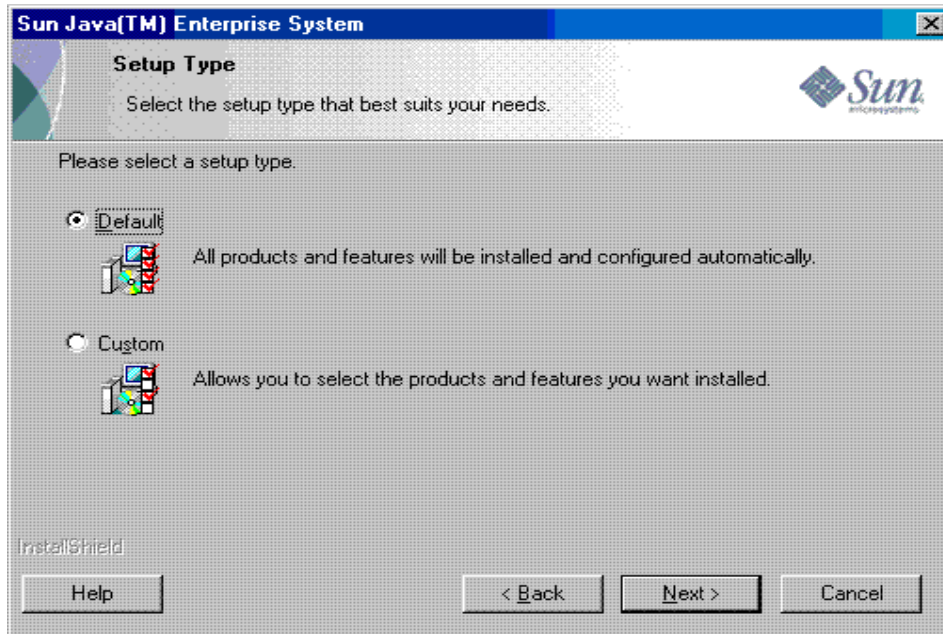 Sun Java(TM) Enterprise System
Setup Type
Select the setup type that best suits your needs.
Sun
microsystems
Please select a setup type.
Default
All products and features will be installed and configured automatically.
Custom
Allows you to select the products and features you want installed.
InstallShield
Help
< Back
Next >
Cancel